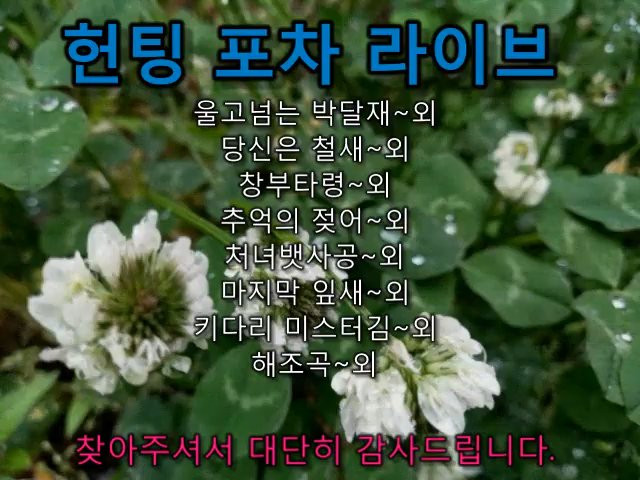 헌팅 포차 라이브
울고넘는 박달재~외
당신은 철새~외
창부타령~외
추억의 젖어~외
처녀뱃사공~외
마지막 잎새~외
키다리 미스터김~외
해조곡~외
찾아주셔서 대단히 감사드립니다.